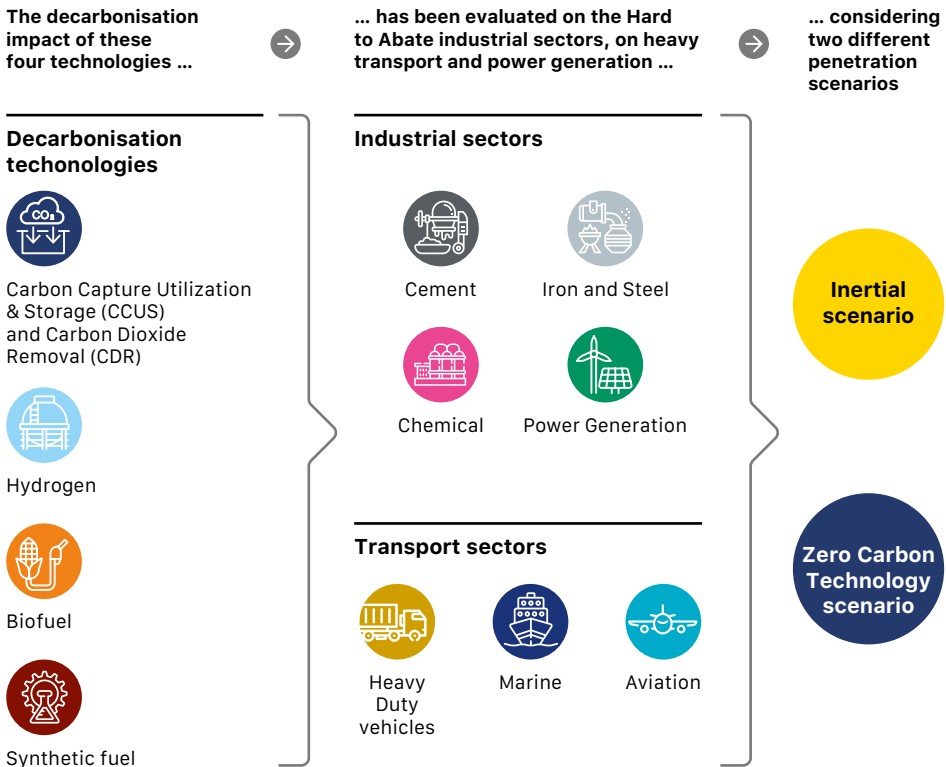 The decarbonisation
impact of these
four technologies ...
... has been evaluated on the Hard
to Abate industrial sectors, on heavy
transport and power generation ...
... considering
two different
penetration
scenarios
Decarbonisation
techonologies
CO₂
Carbon Capture Utilization
& Storage (CCUS)
and Carbon Dioxide
Removal (CDR)
Hydrogen
Biofuel
Synthetic fuel
Industrial sectors
Cement
Iron and Steel
Chemical
Power Generation
Transport sectors
Heavy
Duty
vehicles
Marine
Aviation
Inertial
scenario
Zero Carbon
Technology
scenario